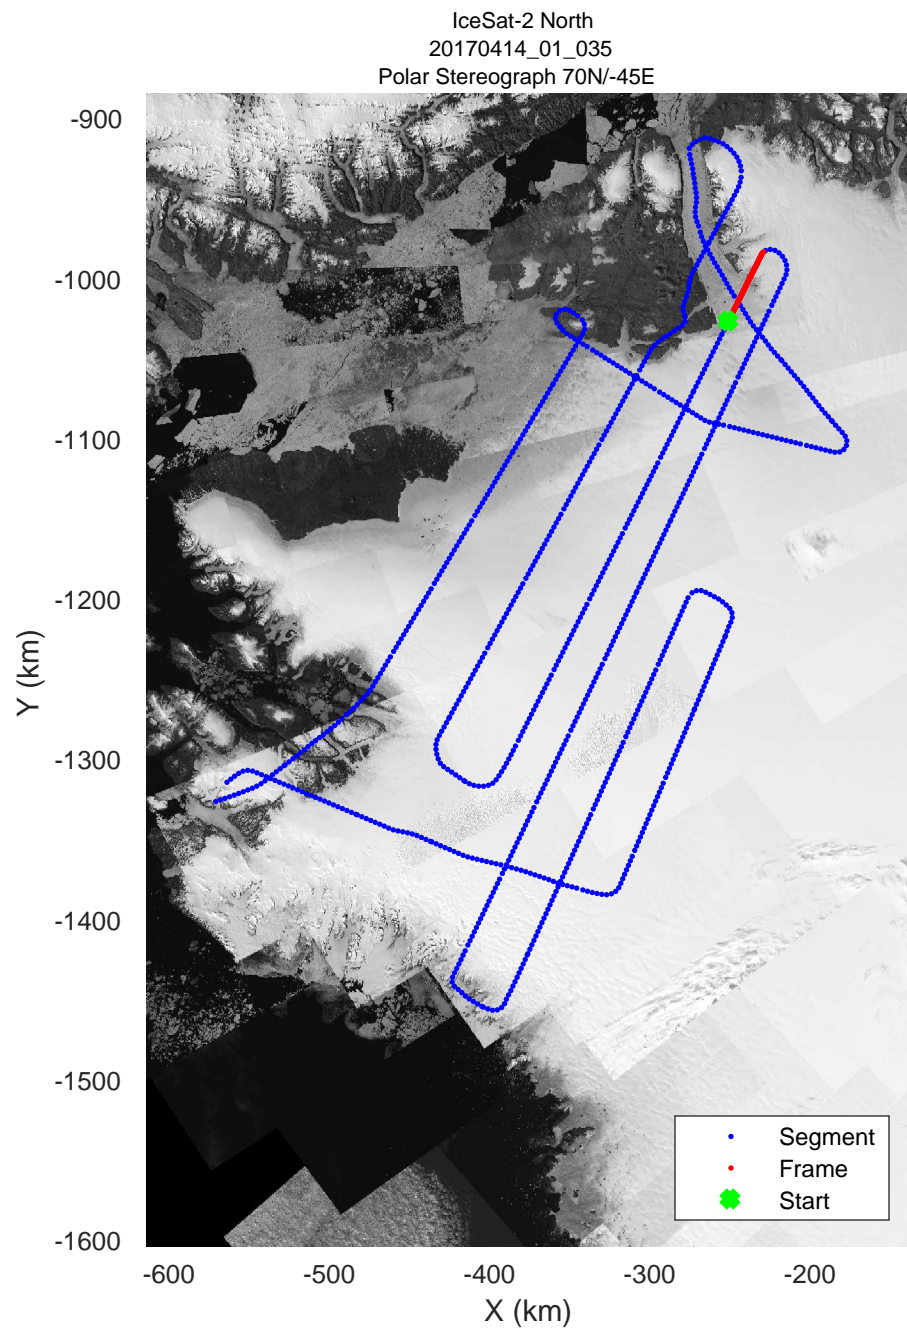 IceSat-2 North
20170414_01_035
Polar Stereograph 70N/-45E
-900
-1000
-1100
-1200
-1300
-1400
-1500
-1600
Y (km)
-600 -500 -400 -300 -200
X (km)
Segment
Frame
Start